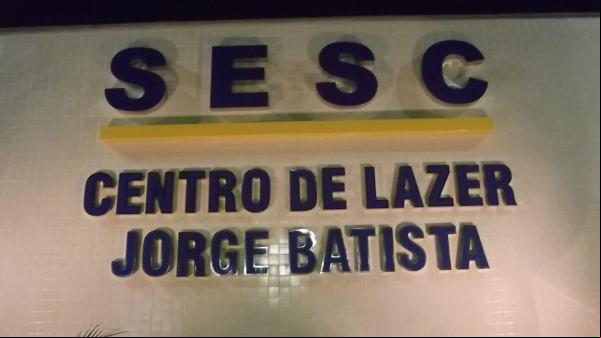 SESC
CENTRO DE LAZER
JORGE BATISTA